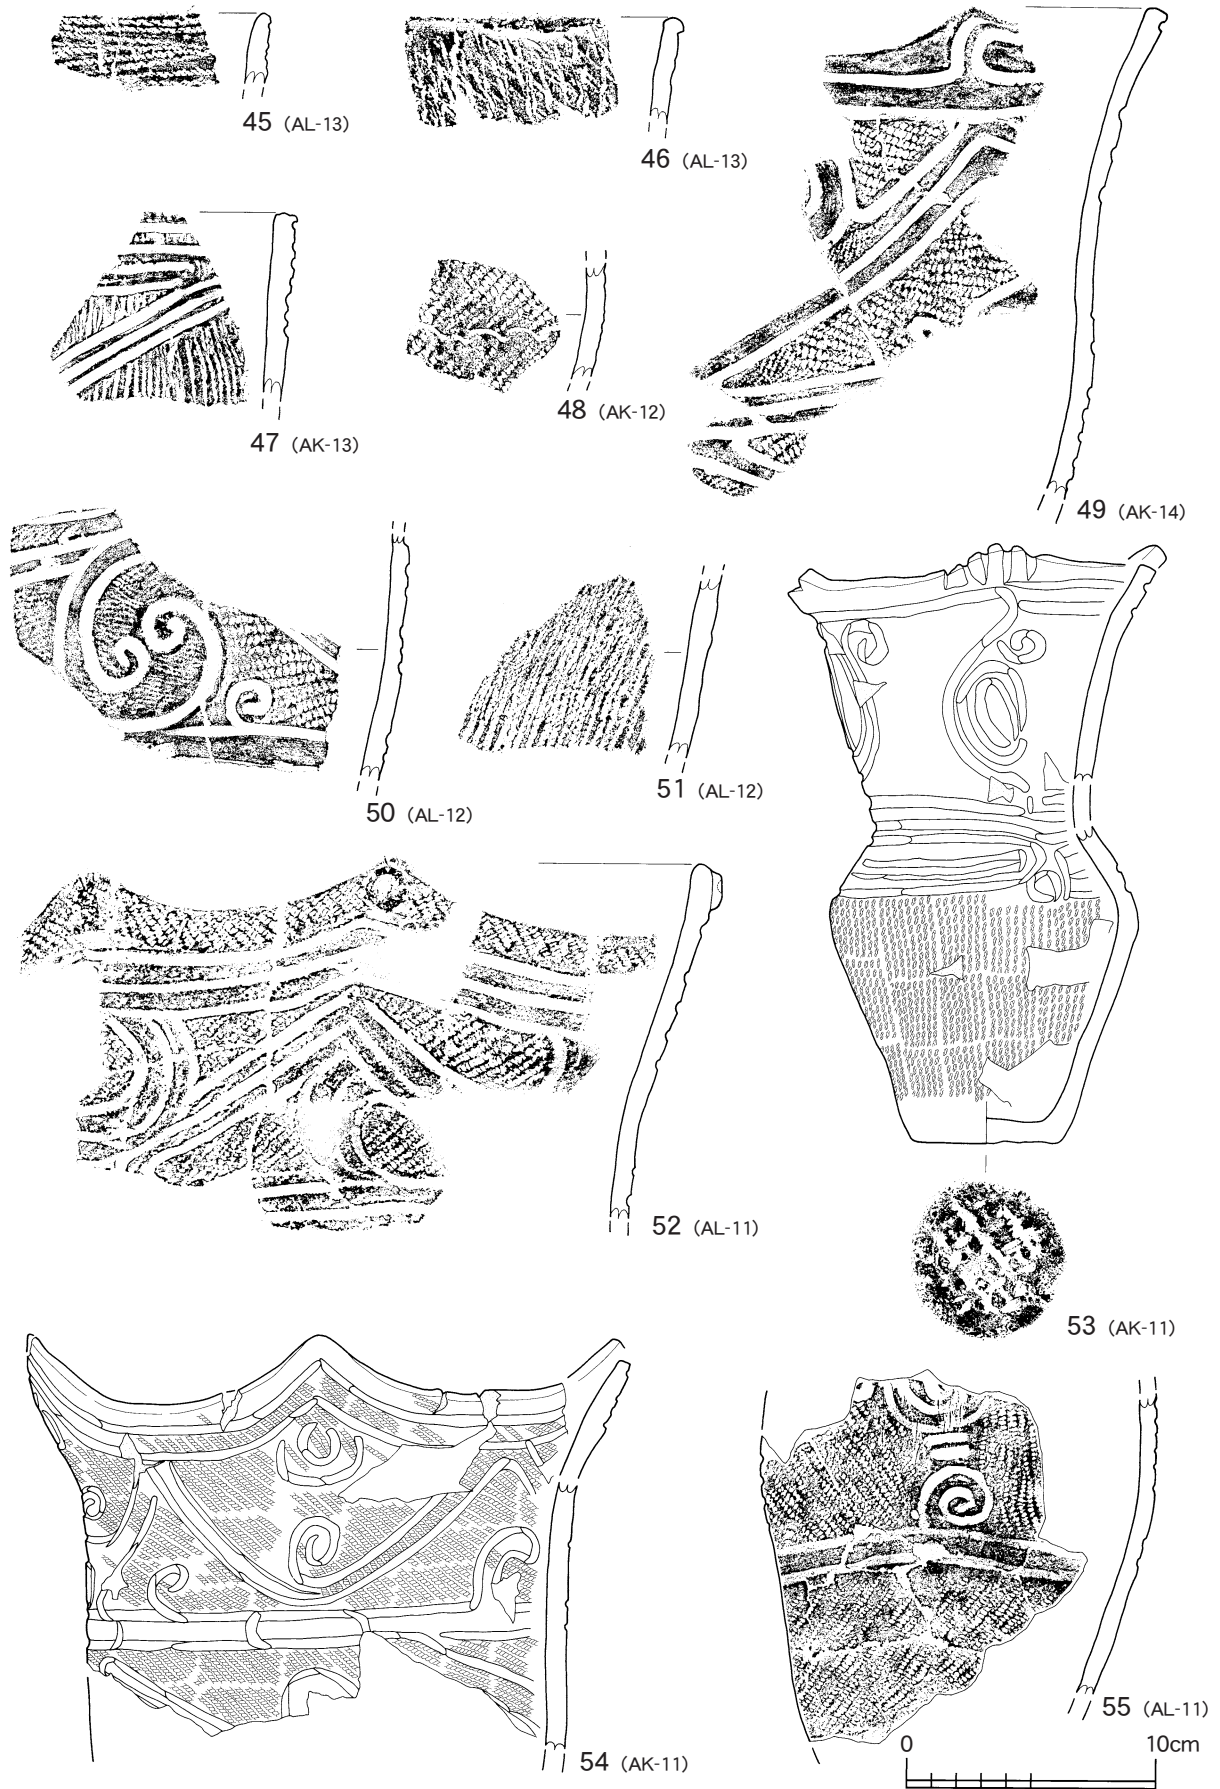 45（AL-13）
46（AL-13）
47（AK-13）
48（AK-12）
49（AK-14）
50（AL-12）
51（AL-12）
52（AL-11）
53（AK-11）
54（AK-11）
55（AL-11）
0 10cm